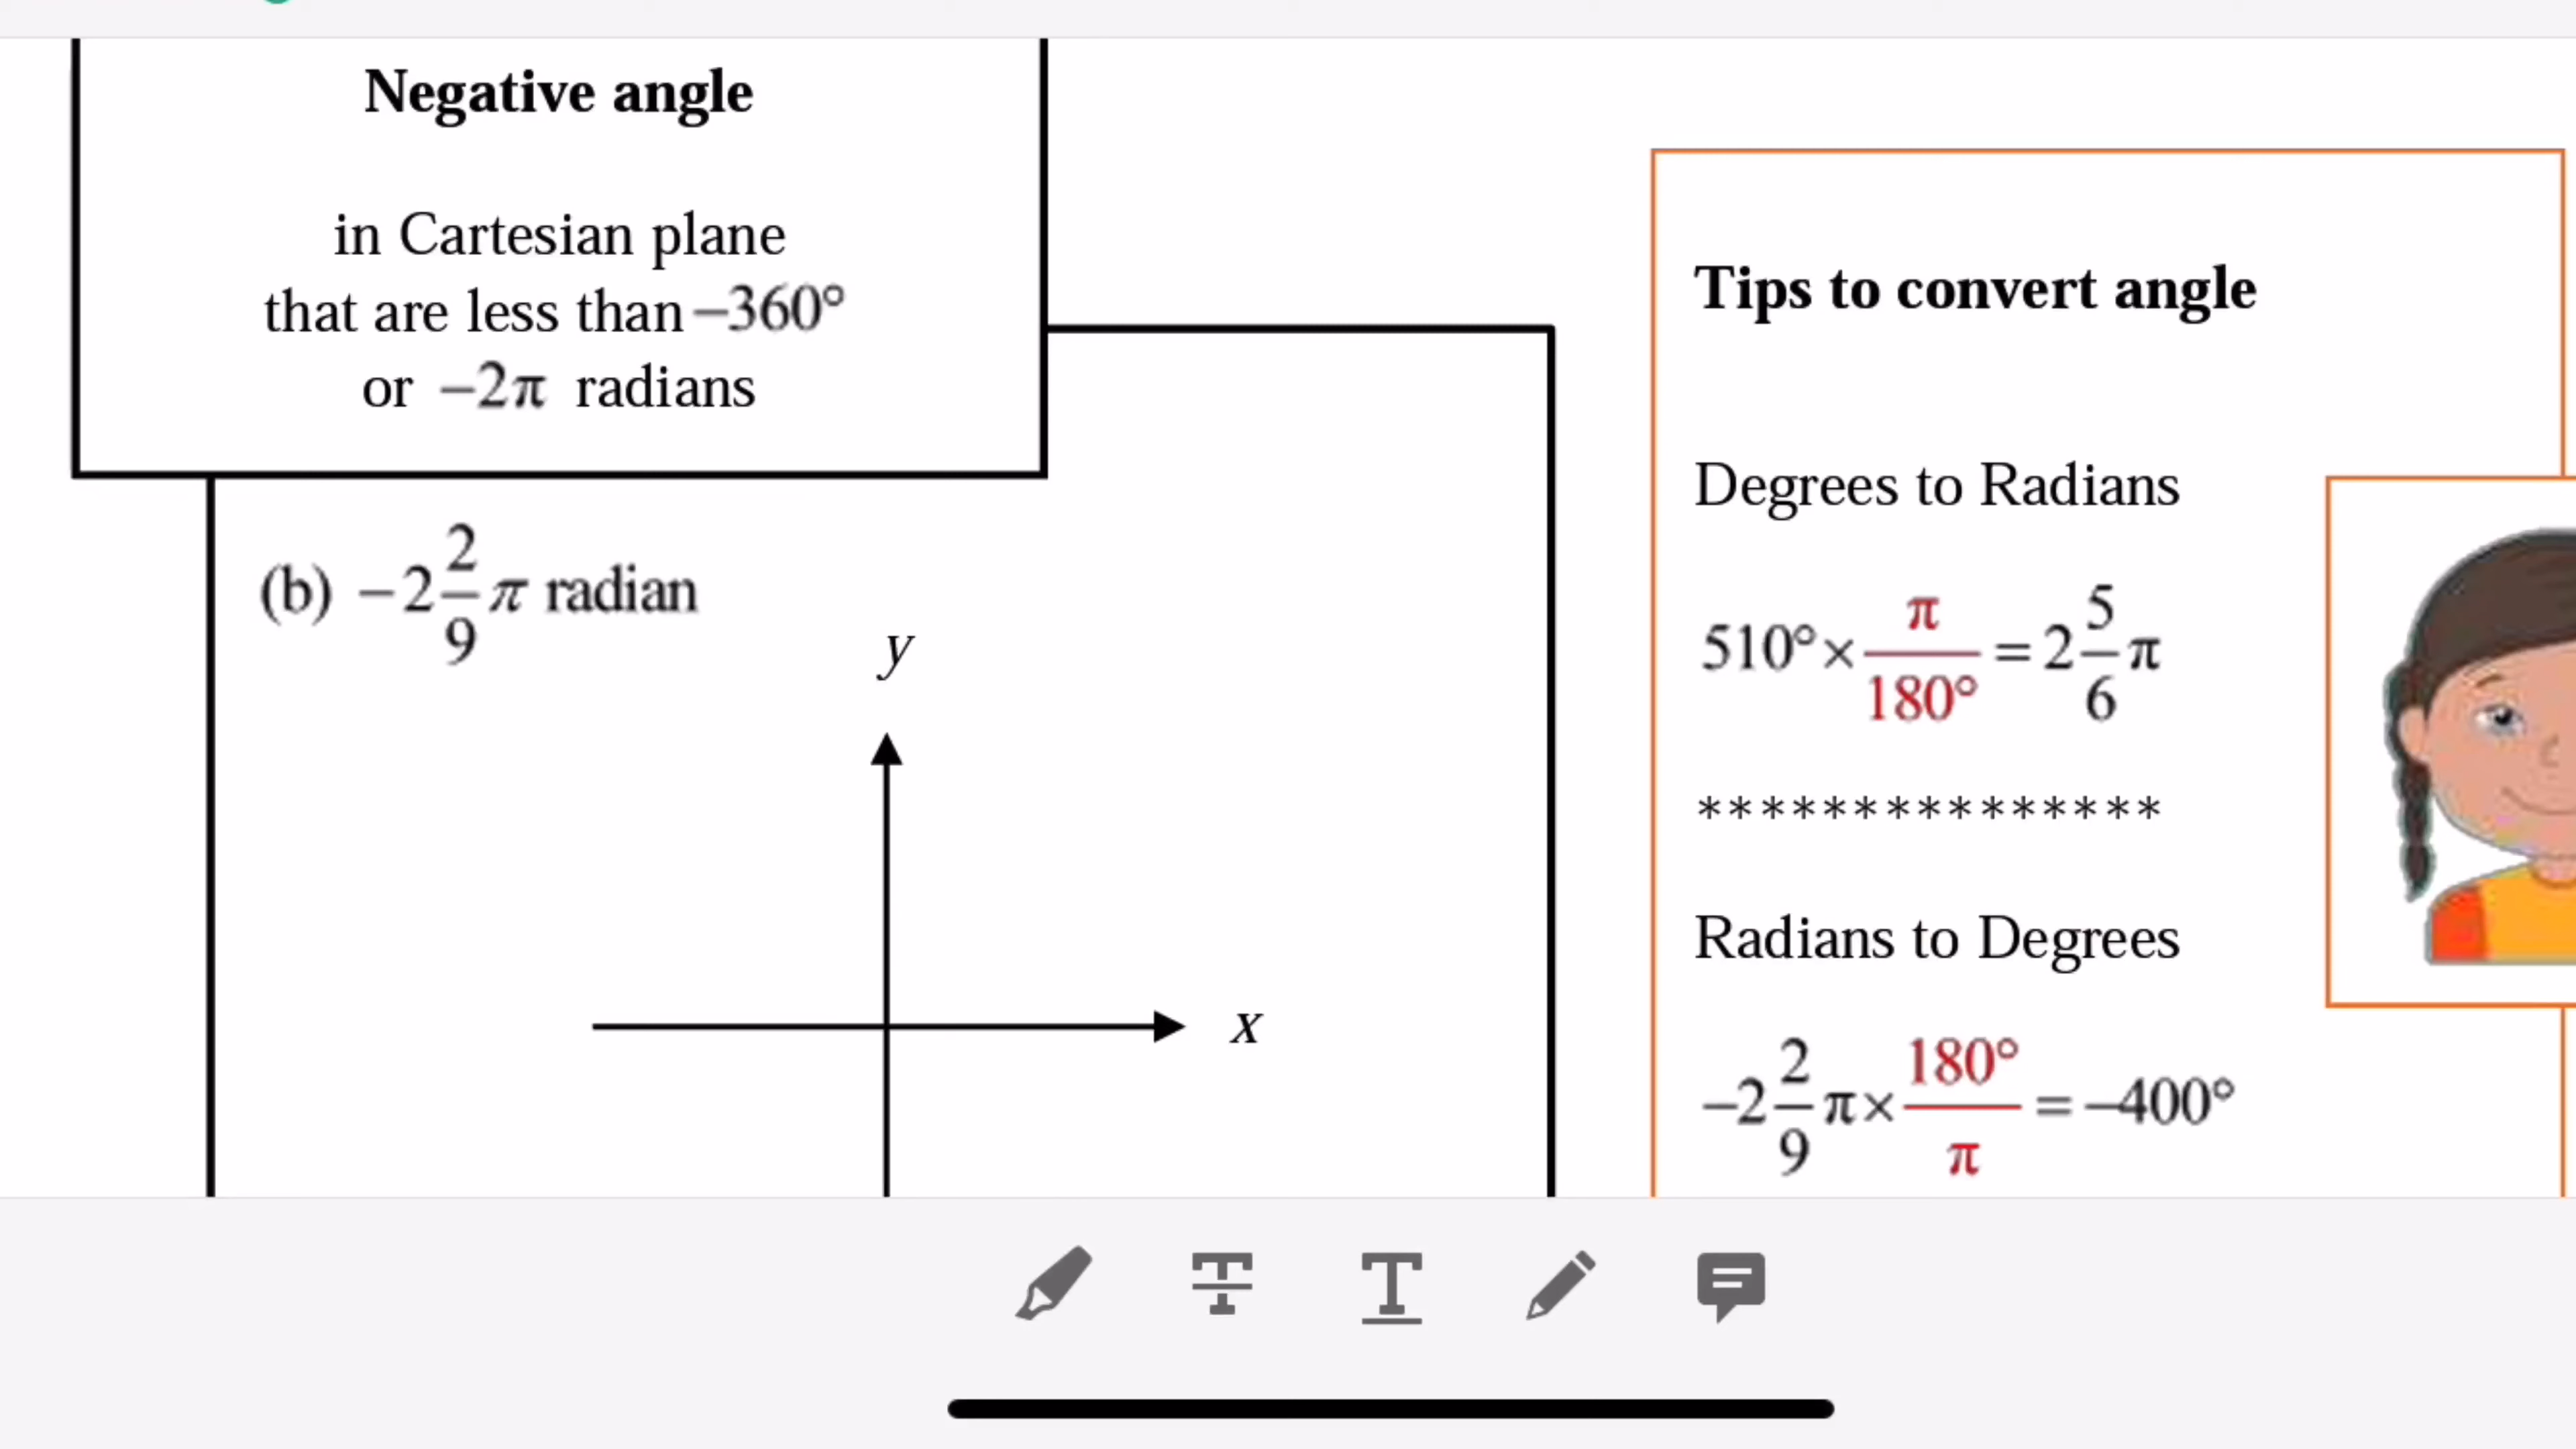 Negative angle
in Cartesian plane
that are less than −360°
or −2π radians
(b) −2 2/9 π radian
y
x
Tips to convert angle
Degrees to Radians
510° × π/180° = 2 5/6 π
***************
Radians to Degrees
−2 2/9 π × 180°/π = −400°